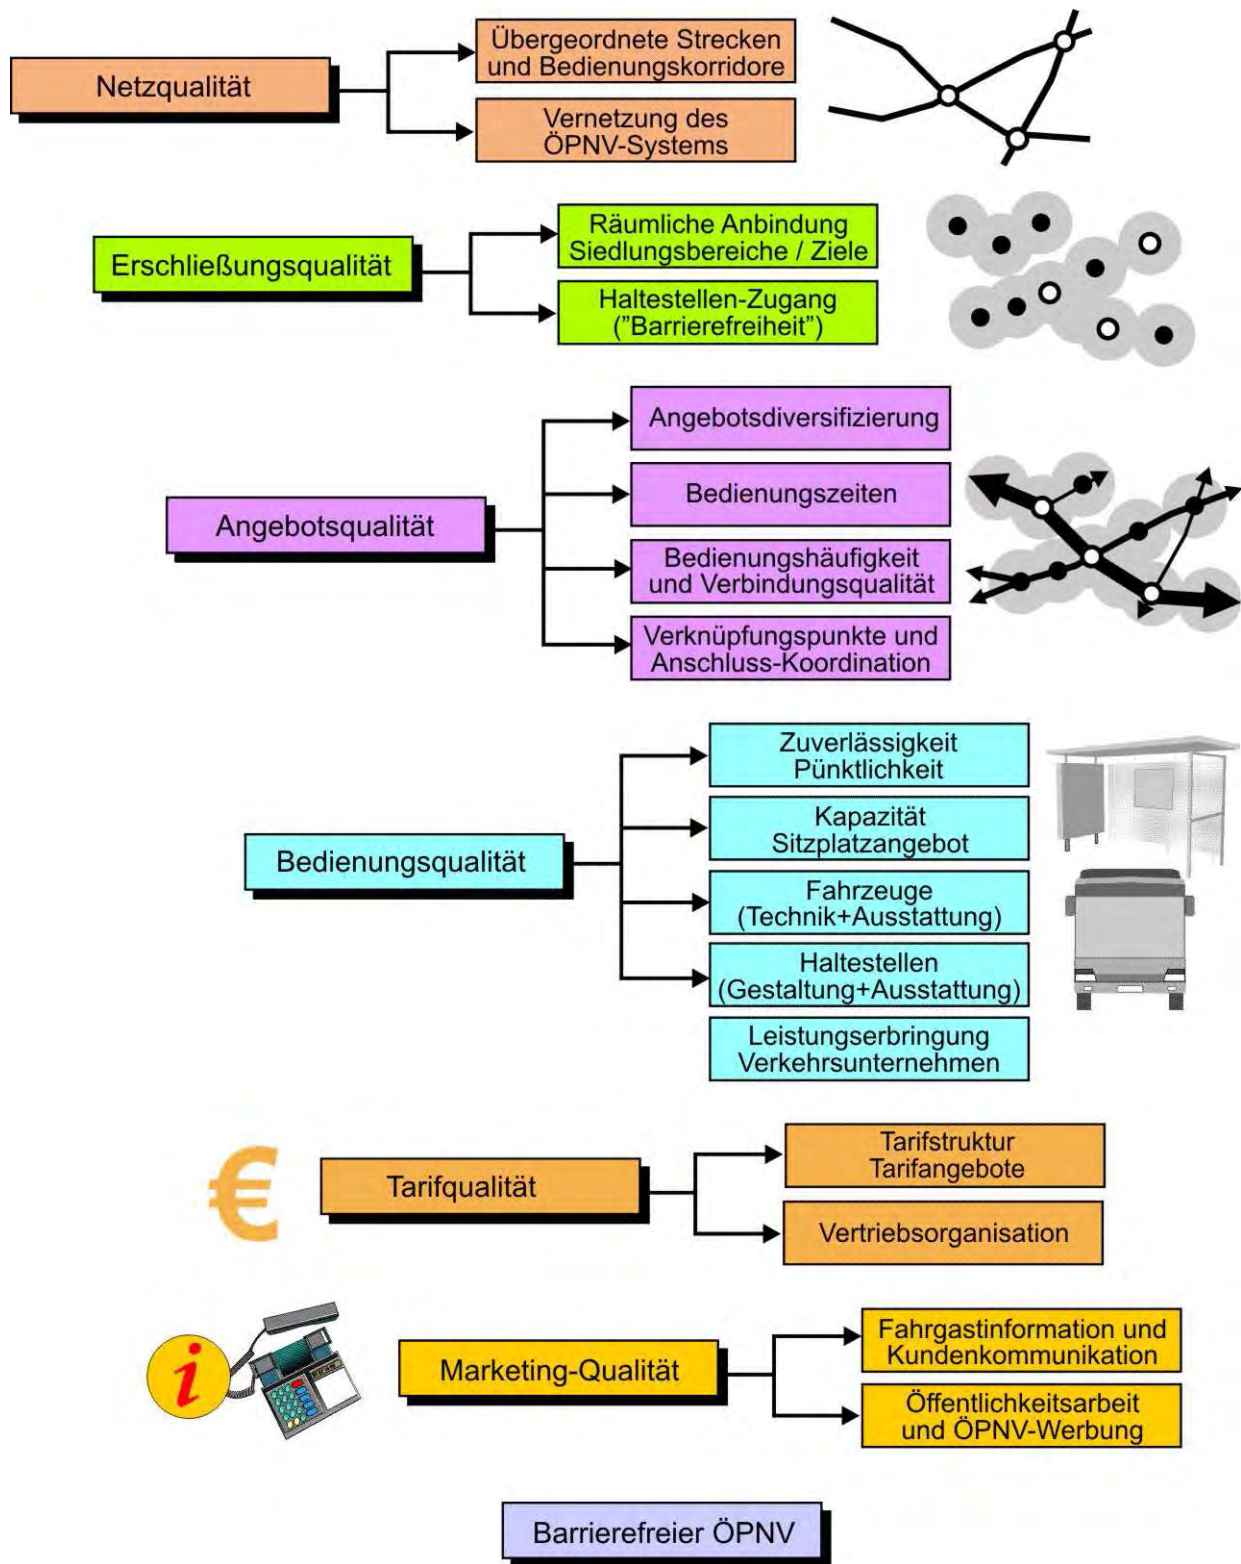 Netzqualität
Übergeordnete Strecken
und Bedienungskorridore
Vernetzung des
ÖPNV-Systems
Erschließungsqualität
Räumliche Anbindung
Siedlungsbereiche / Ziele
Haltestellen-Zugang
(”Barrierefreiheit”)
Angebotsqualität
Angebotsdiversifizierung
Bedienungszeiten
Bedienungshäufigkeit
und Verbindungsqualität
Verknüpfungspunkte und
Anschluss-Koordination
Bedienungsqualität
Zuverlässigkeit
Pünktlichkeit
Kapazität
Sitzplatzangebot
Fahrzeuge
(Technik+Ausstattung)
Haltestellen
(Gestaltung+Ausstattung)
Leistungserbringung
Verkehrsunternehmen
€
Tarifqualität
Tarifstruktur
Tarifangebote
Vertriebsorganisation
i
Marketing-Qualität
Fahrgastinformation und
Kundenkommunikation
Öffentlichkeitsarbeit
und ÖPNV-Werbung
Barrierefreier ÖPNV